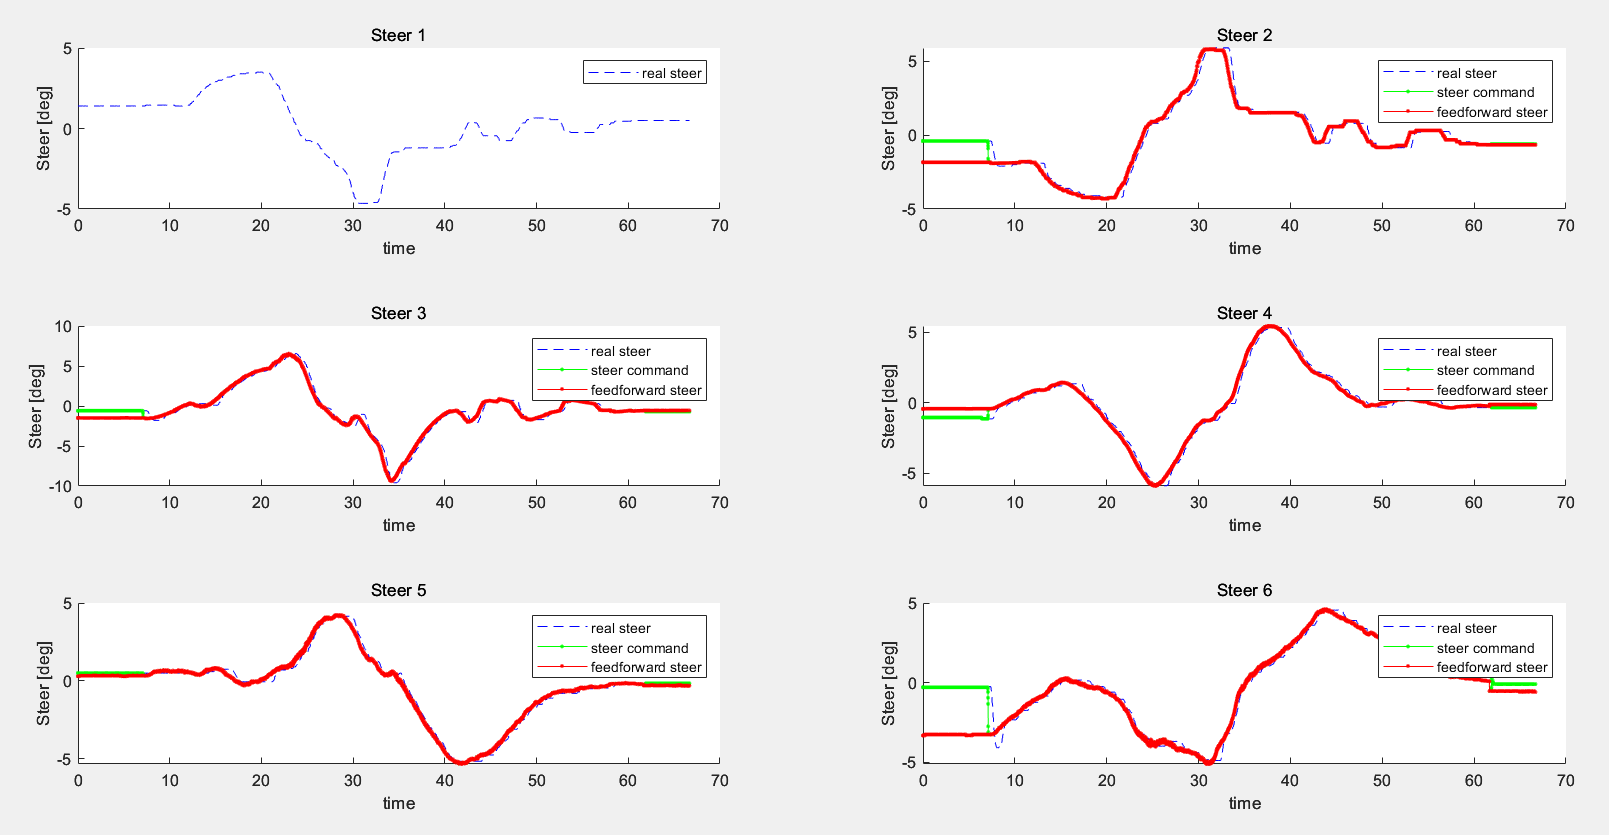 Steer 1
5
0
-5
Steer [deg]
0 10 20 30 40 50 60 70
time
real steer
Steer 2
5
0
-5
Steer [deg]
0 10 20 30 40 50 60 70
time
real steer
steer command
feedforward steer
Steer 3
10
5
0
-5
-10
Steer [deg]
0 10 20 30 40 50 60 70
time
real steer
steer command
feedforward steer
Steer 4
5
0
-5
Steer [deg]
0 10 20 30 40 50 60 70
time
real steer
steer command
feedforward steer
Steer 5
5
0
-5
Steer [deg]
0 10 20 30 40 50 60 70
time
real steer
steer command
feedforward steer
Steer 6
5
0
-5
Steer [deg]
0 10 20 30 40 50 60 70
time
real steer
steer command
feedforward steer